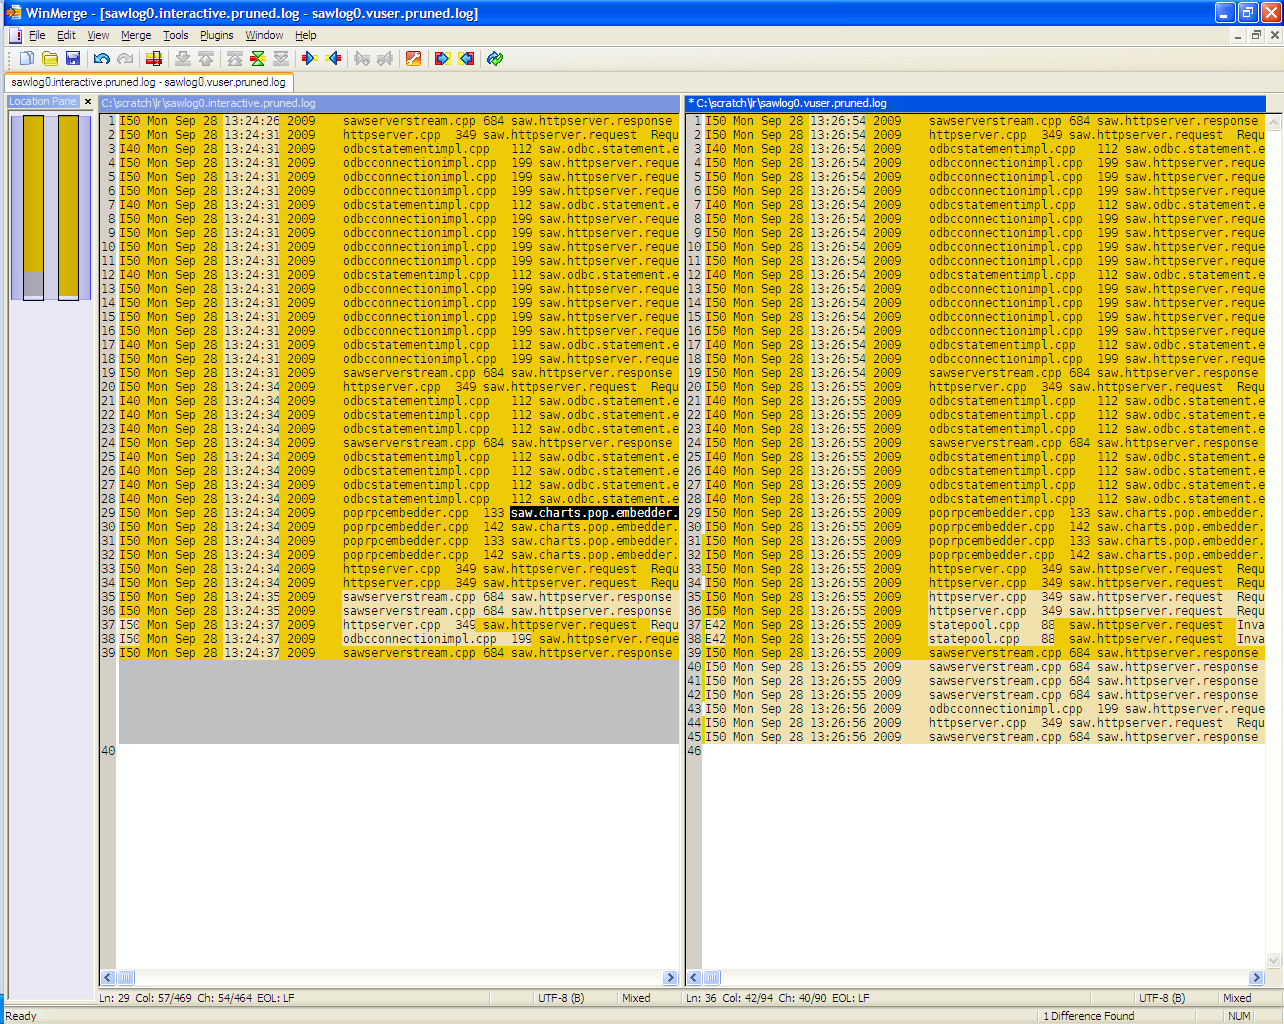 WinMerge - [sawlog0.interactive.pruned.log - sawlog0.vuser.pruned.log]
File Edit View Merge Tools Plugins Window Help
sawlog0.interactive.pruned.log - sawlog0.vuser.pruned.log
Location Pane
C:\scratch\lr\sawlog0.interactive.pruned.log
1 I50 Mon Sep 28 13:24:26 2009 sawserverstream.cpp 684 saw.httpserver.response
2 I50 Mon Sep 28 13:24:31 2009 httpserver.cpp 349 saw.httpserver.request Requ
3 I40 Mon Sep 28 13:24:31 2009 odbcstatementimpl.cpp 112 saw.odbc.statement.e
4 I50 Mon Sep 28 13:24:31 2009 odbcconnectionimpl.cpp 199 saw.httpserver.reque
5 I50 Mon Sep 28 13:24:31 2009 odbcconnectionimpl.cpp 199 saw.httpserver.reque
6 I50 Mon Sep 28 13:24:31 2009 odbcconnectionimpl.cpp 199 saw.httpserver.reque
7 I40 Mon Sep 28 13:24:31 2009 odbcstatementimpl.cpp 112 saw.odbc.statement.e
8 I50 Mon Sep 28 13:24:31 2009 odbcconnectionimpl.cpp 199 saw.httpserver.reque
9 I50 Mon Sep 28 13:24:31 2009 odbcconnectionimpl.cpp 199 saw.httpserver.reque
10 I50 Mon Sep 28 13:24:31 2009 odbcconnectionimpl.cpp 199 saw.httpserver.reque
11 I50 Mon Sep 28 13:24:31 2009 odbcconnectionimpl.cpp 199 saw.httpserver.reque
12 I40 Mon Sep 28 13:24:31 2009 odbcstatementimpl.cpp 112 saw.odbc.statement.e
13 I50 Mon Sep 28 13:24:31 2009 odbcconnectionimpl.cpp 199 saw.httpserver.reque
14 I50 Mon Sep 28 13:24:31 2009 odbcconnectionimpl.cpp 199 saw.httpserver.reque
15 I50 Mon Sep 28 13:24:31 2009 odbcconnectionimpl.cpp 199 saw.httpserver.reque
16 I50 Mon Sep 28 13:24:31 2009 odbcconnectionimpl.cpp 199 saw.httpserver.reque
17 I40 Mon Sep 28 13:24:31 2009 odbcstatementimpl.cpp 112 saw.odbc.statement.e
18 I50 Mon Sep 28 13:24:31 2009 odbcconnectionimpl.cpp 199 saw.httpserver.reque
19 I50 Mon Sep 28 13:24:31 2009 sawserverstream.cpp 684 saw.httpserver.response
20 I50 Mon Sep 28 13:24:34 2009 httpserver.cpp 349 saw.httpserver.request Requ
21 I40 Mon Sep 28 13:24:34 2009 odbcstatementimpl.cpp 112 saw.odbc.statement.e
22 I40 Mon Sep 28 13:24:34 2009 odbcstatementimpl.cpp 112 saw.odbc.statement.e
23 I40 Mon Sep 28 13:24:34 2009 odbcstatementimpl.cpp 112 saw.odbc.statement.e
24 I50 Mon Sep 28 13:24:34 2009 sawserverstream.cpp 684 saw.httpserver.response
25 I40 Mon Sep 28 13:24:34 2009 odbcstatementimpl.cpp 112 saw.odbc.statement.e
26 I40 Mon Sep 28 13:24:34 2009 odbcstatementimpl.cpp 112 saw.odbc.statement.e
27 I40 Mon Sep 28 13:24:34 2009 odbcstatementimpl.cpp 112 saw.odbc.statement.e
28 I40 Mon Sep 28 13:24:34 2009 odbcstatementimpl.cpp 112 saw.odbc.statement.e
29 I50 Mon Sep 28 13:24:34 2009 poprpcembedder.cpp 133 saw.charts.pop.embedder.
30 I50 Mon Sep 28 13:24:34 2009 poprpcembedder.cpp 142 saw.charts.pop.embedder.
31 I50 Mon Sep 28 13:24:34 2009 poprpcembedder.cpp 133 saw.charts.pop.embedder.
32 I50 Mon Sep 28 13:24:34 2009 poprpcembedder.cpp 142 saw.charts.pop.embedder.
33 I50 Mon Sep 28 13:24:34 2009 httpserver.cpp 349 saw.httpserver.request Requ
34 I50 Mon Sep 28 13:24:34 2009 httpserver.cpp 349 saw.httpserver.request Requ
35 I50 Mon Sep 28 13:24:35 2009 sawserverstream.cpp 684 saw.httpserver.response
36 I50 Mon Sep 28 13:24:35 2009 sawserverstream.cpp 684 saw.httpserver.response
37 I50 Mon Sep 28 13:24:37 2009 httpserver.cpp 349 saw.httpserver.request Requ
38 I50 Mon Sep 28 13:24:37 2009 odbcconnectionimpl.cpp 199 saw.httpserver.reque
39 I50 Mon Sep 28 13:24:37 2009 sawserverstream.cpp 684 saw.httpserver.response
40
* C:\scratch\lr\sawlog0.vuser.pruned.log
1 I50 Mon Sep 28 13:26:54 2009 sawserverstream.cpp 684 saw.httpserver.response
2 I50 Mon Sep 28 13:26:54 2009 httpserver.cpp 349 saw.httpserver.request Requ
3 I40 Mon Sep 28 13:26:54 2009 odbcstatementimpl.cpp 112 saw.odbc.statement.e
4 I50 Mon Sep 28 13:26:54 2009 odbcconnectionimpl.cpp 199 saw.httpserver.reque
5 I50 Mon Sep 28 13:26:54 2009 odbcconnectionimpl.cpp 199 saw.httpserver.reque
6 I50 Mon Sep 28 13:26:54 2009 odbcconnectionimpl.cpp 199 saw.httpserver.reque
7 I40 Mon Sep 28 13:26:54 2009 odbcstatementimpl.cpp 112 saw.odbc.statement.e
8 I50 Mon Sep 28 13:26:54 2009 odbcconnectionimpl.cpp 199 saw.httpserver.reque
9 I50 Mon Sep 28 13:26:54 2009 odbcconnectionimpl.cpp 199 saw.httpserver.reque
10 I50 Mon Sep 28 13:26:54 2009 odbcconnectionimpl.cpp 199 saw.httpserver.reque
11 I50 Mon Sep 28 13:26:54 2009 odbcconnectionimpl.cpp 199 saw.httpserver.reque
12 I40 Mon Sep 28 13:26:54 2009 odbcstatementimpl.cpp 112 saw.odbc.statement.e
13 I50 Mon Sep 28 13:26:54 2009 odbcconnectionimpl.cpp 199 saw.httpserver.reque
14 I50 Mon Sep 28 13:26:54 2009 odbcconnectionimpl.cpp 199 saw.httpserver.reque
15 I50 Mon Sep 28 13:26:54 2009 odbcconnectionimpl.cpp 199 saw.httpserver.reque
16 I50 Mon Sep 28 13:26:54 2009 odbcconnectionimpl.cpp 199 saw.httpserver.reque
17 I40 Mon Sep 28 13:26:54 2009 odbcstatementimpl.cpp 112 saw.odbc.statement.e
18 I50 Mon Sep 28 13:26:54 2009 odbcconnectionimpl.cpp 199 saw.httpserver.reque
19 I50 Mon Sep 28 13:26:54 2009 sawserverstream.cpp 684 saw.httpserver.response
20 I50 Mon Sep 28 13:26:55 2009 httpserver.cpp 349 saw.httpserver.request Requ
21 I40 Mon Sep 28 13:26:55 2009 odbcstatementimpl.cpp 112 saw.odbc.statement.e
22 I40 Mon Sep 28 13:26:55 2009 odbcstatementimpl.cpp 112 saw.odbc.statement.e
23 I40 Mon Sep 28 13:26:55 2009 odbcstatementimpl.cpp 112 saw.odbc.statement.e
24 I50 Mon Sep 28 13:26:55 2009 sawserverstream.cpp 684 saw.httpserver.response
25 I40 Mon Sep 28 13:26:55 2009 odbcstatementimpl.cpp 112 saw.odbc.statement.e
26 I40 Mon Sep 28 13:26:55 2009 odbcstatementimpl.cpp 112 saw.odbc.statement.e
27 I40 Mon Sep 28 13:26:55 2009 odbcstatementimpl.cpp 112 saw.odbc.statement.e
28 I40 Mon Sep 28 13:26:55 2009 odbcstatementimpl.cpp 112 saw.odbc.statement.e
29 I50 Mon Sep 28 13:26:55 2009 poprpcembedder.cpp 133 saw.charts.pop.embedder.
30 I50 Mon Sep 28 13:26:55 2009 poprpcembedder.cpp 142 saw.charts.pop.embedder.
31 I50 Mon Sep 28 13:26:55 2009 poprpcembedder.cpp 133 saw.charts.pop.embedder.
32 I50 Mon Sep 28 13:26:55 2009 poprpcembedder.cpp 142 saw.charts.pop.embedder.
33 I50 Mon Sep 28 13:26:55 2009 httpserver.cpp 349 saw.httpserver.request Requ
34 I50 Mon Sep 28 13:26:55 2009 httpserver.cpp 349 saw.httpserver.request Requ
35 I50 Mon Sep 28 13:26:55 2009 httpserver.cpp 349 saw.httpserver.request Requ
36 I50 Mon Sep 28 13:26:55 2009 httpserver.cpp 349 saw.httpserver.request Requ
37 E42 Mon Sep 28 13:26:55 2009 statepool.cpp 88 saw.httpserver.request Inva
38 E42 Mon Sep 28 13:26:55 2009 statepool.cpp 88 saw.httpserver.request Inva
39 I50 Mon Sep 28 13:26:55 2009 sawserverstream.cpp 684 saw.httpserver.response
40 I50 Mon Sep 28 13:26:55 2009 sawserverstream.cpp 684 saw.httpserver.response
41 I50 Mon Sep 28 13:26:55 2009 sawserverstream.cpp 684 saw.httpserver.response
42 I50 Mon Sep 28 13:26:55 2009 sawserverstream.cpp 684 saw.httpserver.response
43 I50 Mon Sep 28 13:26:56 2009 odbcconnectionimpl.cpp 199 saw.httpserver.reque
44 I50 Mon Sep 28 13:26:56 2009 httpserver.cpp 349 saw.httpserver.request Requ
45 I50 Mon Sep 28 13:26:56 2009 sawserverstream.cpp 684 saw.httpserver.response
46
Ln: 29 Col: 57/469 Ch: 54/464 EOL: LF UTF-8 (B) Mixed
Ln: 36 Col: 42/94 Ch: 40/90 EOL: LF UTF-8 (B) Mixed
Ready 1 Difference Found NUM